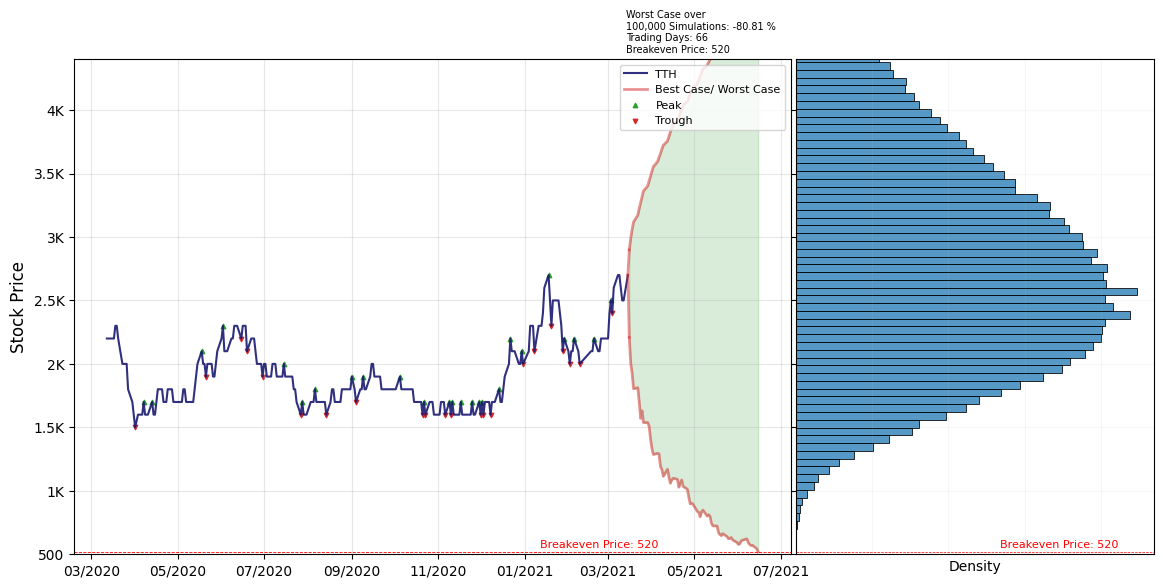 Worst Case over
100,000 Simulations: -80.81 %
Trading Days: 66
Breakeven Price: 520
TTH
Best Case/ Worst Case
Peak
Trough
Stock Price
4K
3.5K
3K
2.5K
2K
1.5K
1K
500
Breakeven Price: 520
Breakeven Price: 520
03/2020
05/2020
07/2020
09/2020
11/2020
01/2021
03/2021
05/2021
07/2021
Density